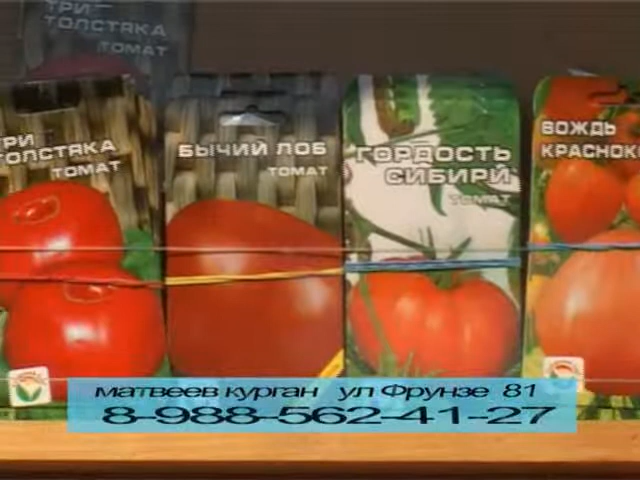 ТРИ
ТОЛСТЯКА
ТОМАТ
ТРИ
ТОЛСТЯКА
ТОМАТ
БЫЧИЙ ЛОБ
ТОМАТ
ГОРДОСТЬ
СИБИРИ
ТОМАТ
ВОЖДЬ
КРАСНОК
матвеев курган ул Фрунзе 81
8-988-562-41-27